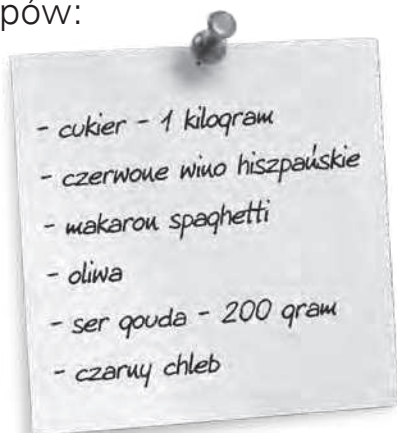 pów:
- cukier - 1 kilogram
- czerwone wino hiszpańskie
- makaron spaghetti
- oliwa
- ser gouda - 200 gram
- czarny chleb